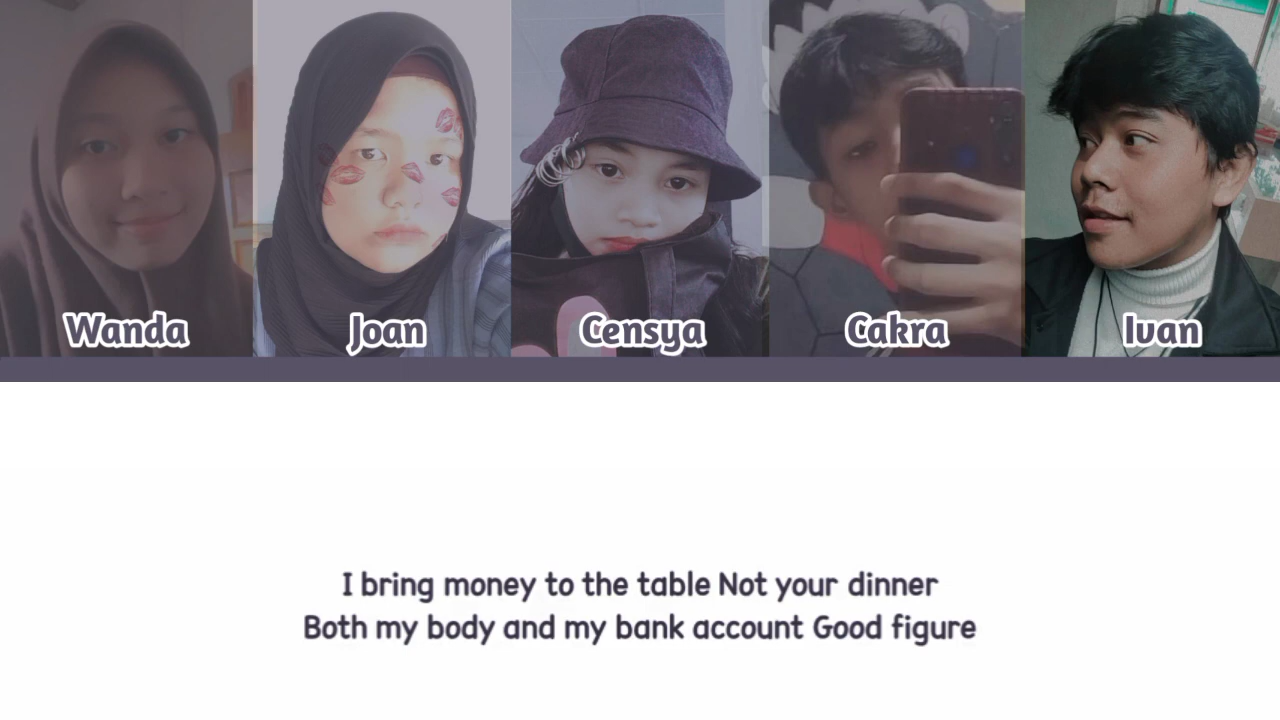 Wanda
Joan
Censya
Cakra
Ivan
I bring money to the table Not your dinner
Both my body and my bank account Good figure